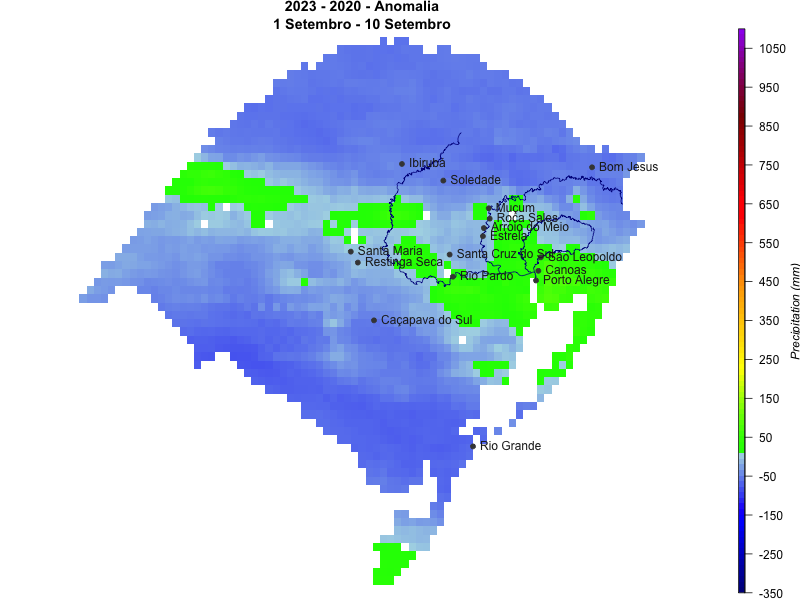 2023 - 2020 - Anomalia
1 Setembro - 10 Setembro
Ibirubá
Soledade
Bom Jesus
Mucum
Roca Sales
Arroio do Meio
Estrela
Santa Maria
Santa Cruz do Sul
São Leopoldo
Restinga Seca
Canoas
Rio Pardo
Porto Alegre
Caçapava do Sul
Rio Grande
1050
950
850
750
650
550
450
350
250
150
50
-50
-150
-250
-350
Precipitation (mm)